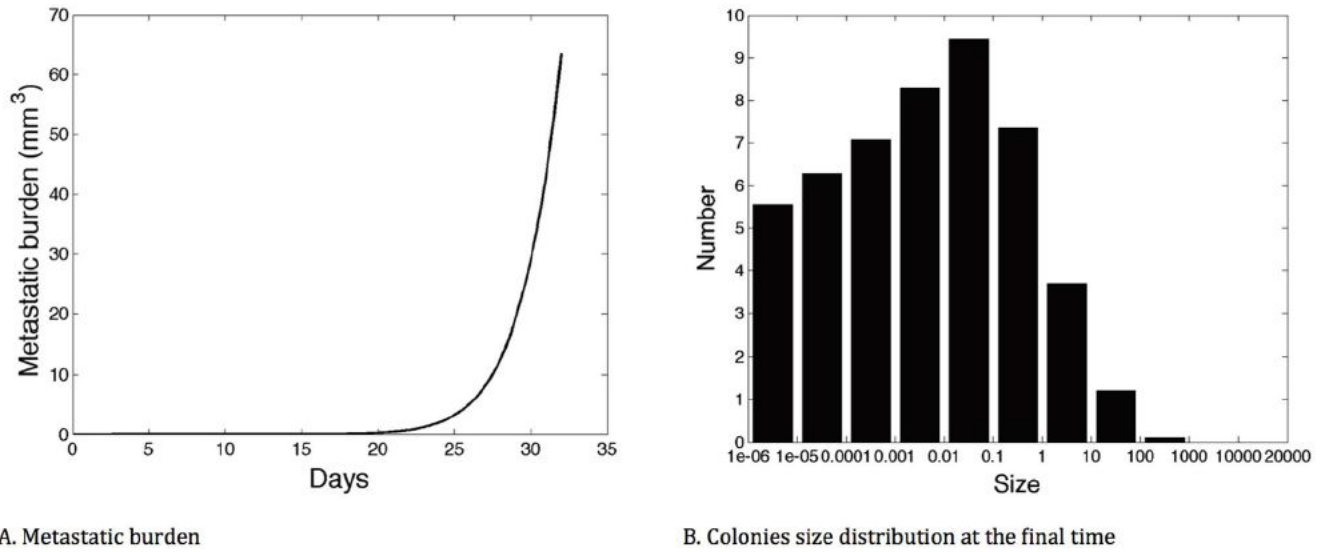 70
60
50
40
30
20
10
0
Metastatic burden (mm3)
0 5 10 15 20 25 30 35
Days
10
9
8
7
6
5
4
3
2
1
0
Number
1e-06 1e-05 0.0001 0.001 0.01 0.1 1 10 100 1000 10000 20000
Size
A. Metastatic burden
B. Colonies size distribution at the final time